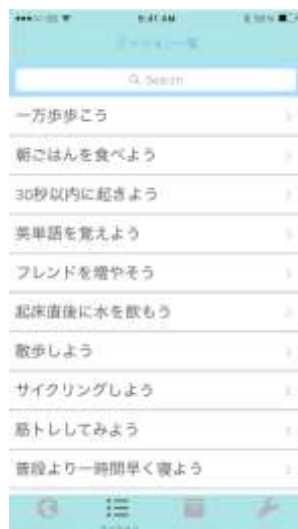 9:41 AM
Search
一万歩歩こう
朝ごはんを食べよう
30秒以内に起きよう
英単語を覚えよう
フレンドを増やそう
起床直後に水を飲もう
散歩しよう
サイクリングしよう
筋トレしてみよう
普段より一時間早く寝よう